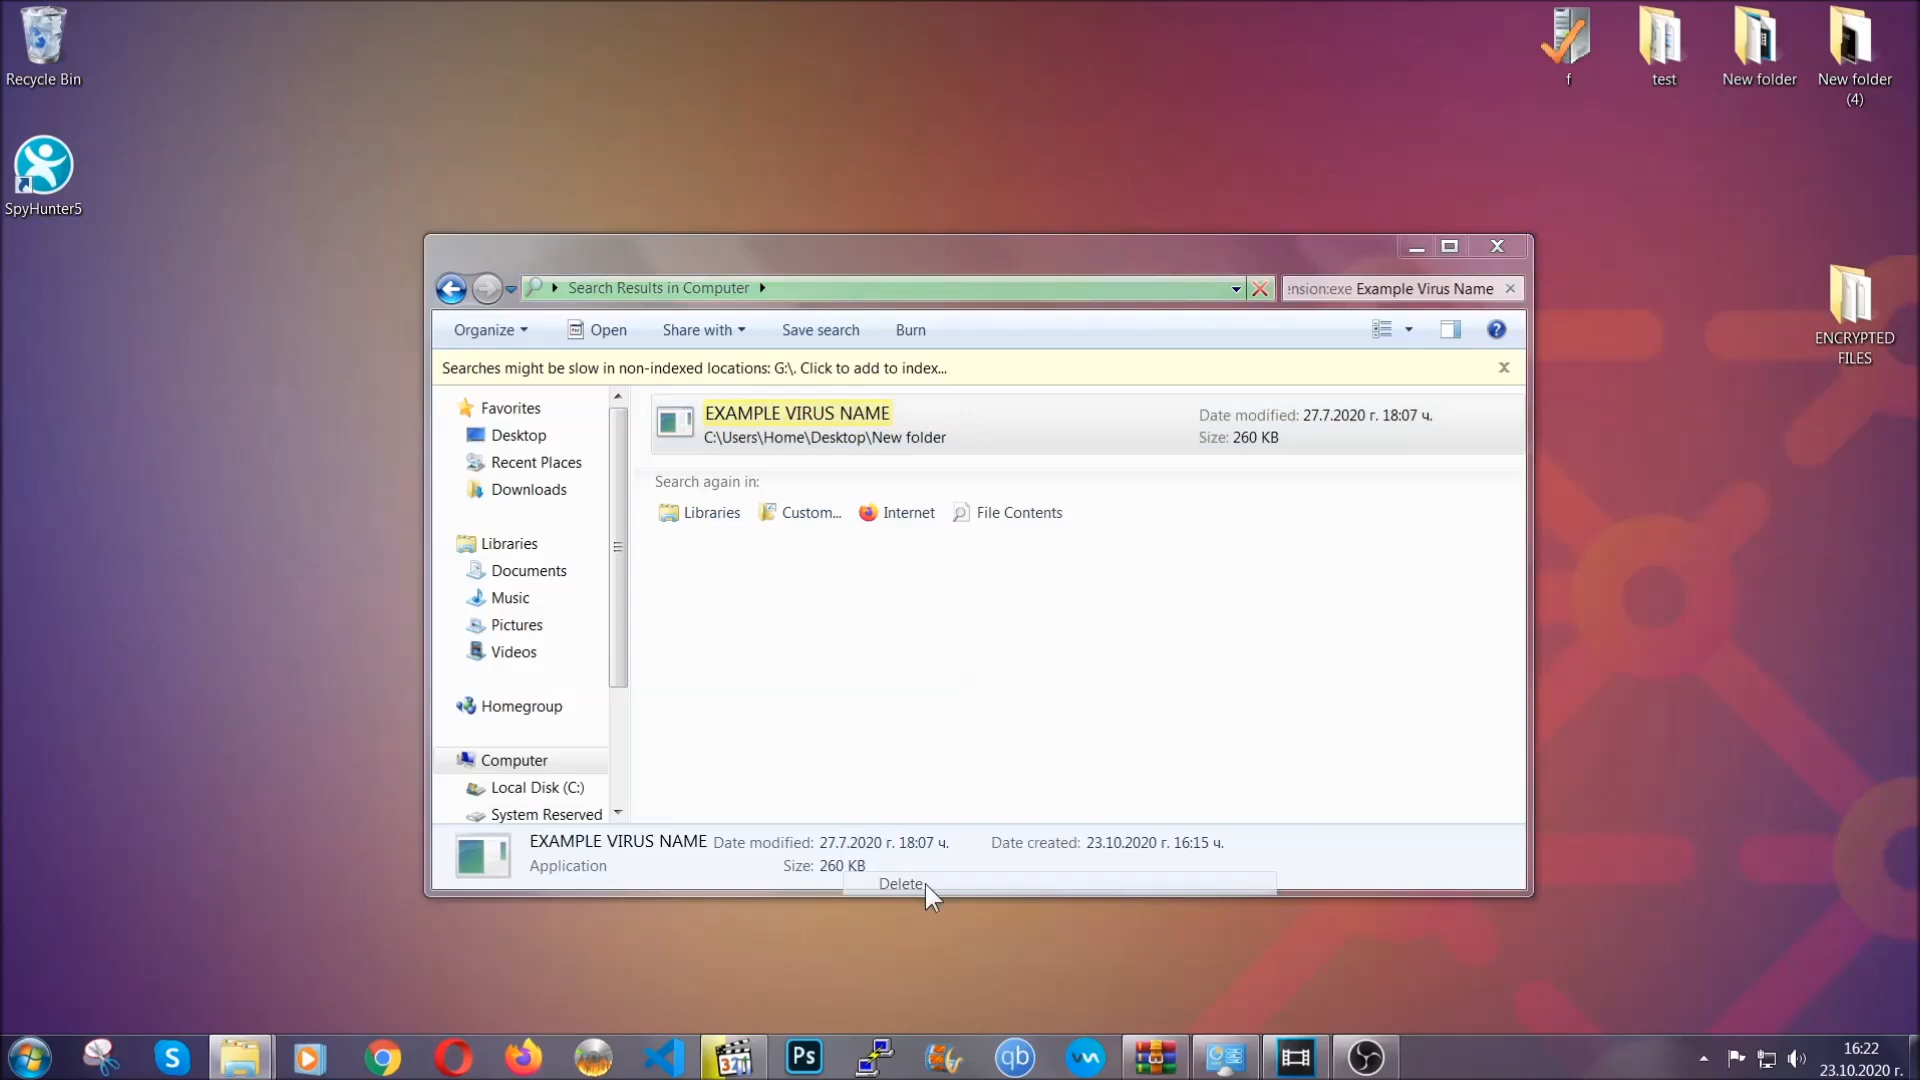 Recycle Bin
SpyHunter5
f
test
New folder
New folder
(4)
ENCRYPTED
FILES
Search Results in Computer
ension:exe Example Virus Name
Organize
Open
Share with
Save search
Burn
Searches might be slow in non-indexed locations: G:\. Click to add to index...
Favorites
Desktop
Recent Places
Downloads
Libraries
Documents
Music
Pictures
Videos
Homegroup
Computer
Local Disk (C:)
System Reserved
EXAMPLE VIRUS NAME
C:\Users\Home\Desktop\New folder
Date modified: 27.7.2020 г. 18:07 ч.
Size: 260 KB
Search again in:
Libraries
Custom...
Internet
File Contents
EXAMPLE VIRUS NAME Date modified: 27.7.2020 г. 18:07 ч. Date created: 23.10.2020 г. 16:15 ч.
Application Size: 260 KB
Delete
S
321
Ps
qb
16:22
23.10.2020 г.